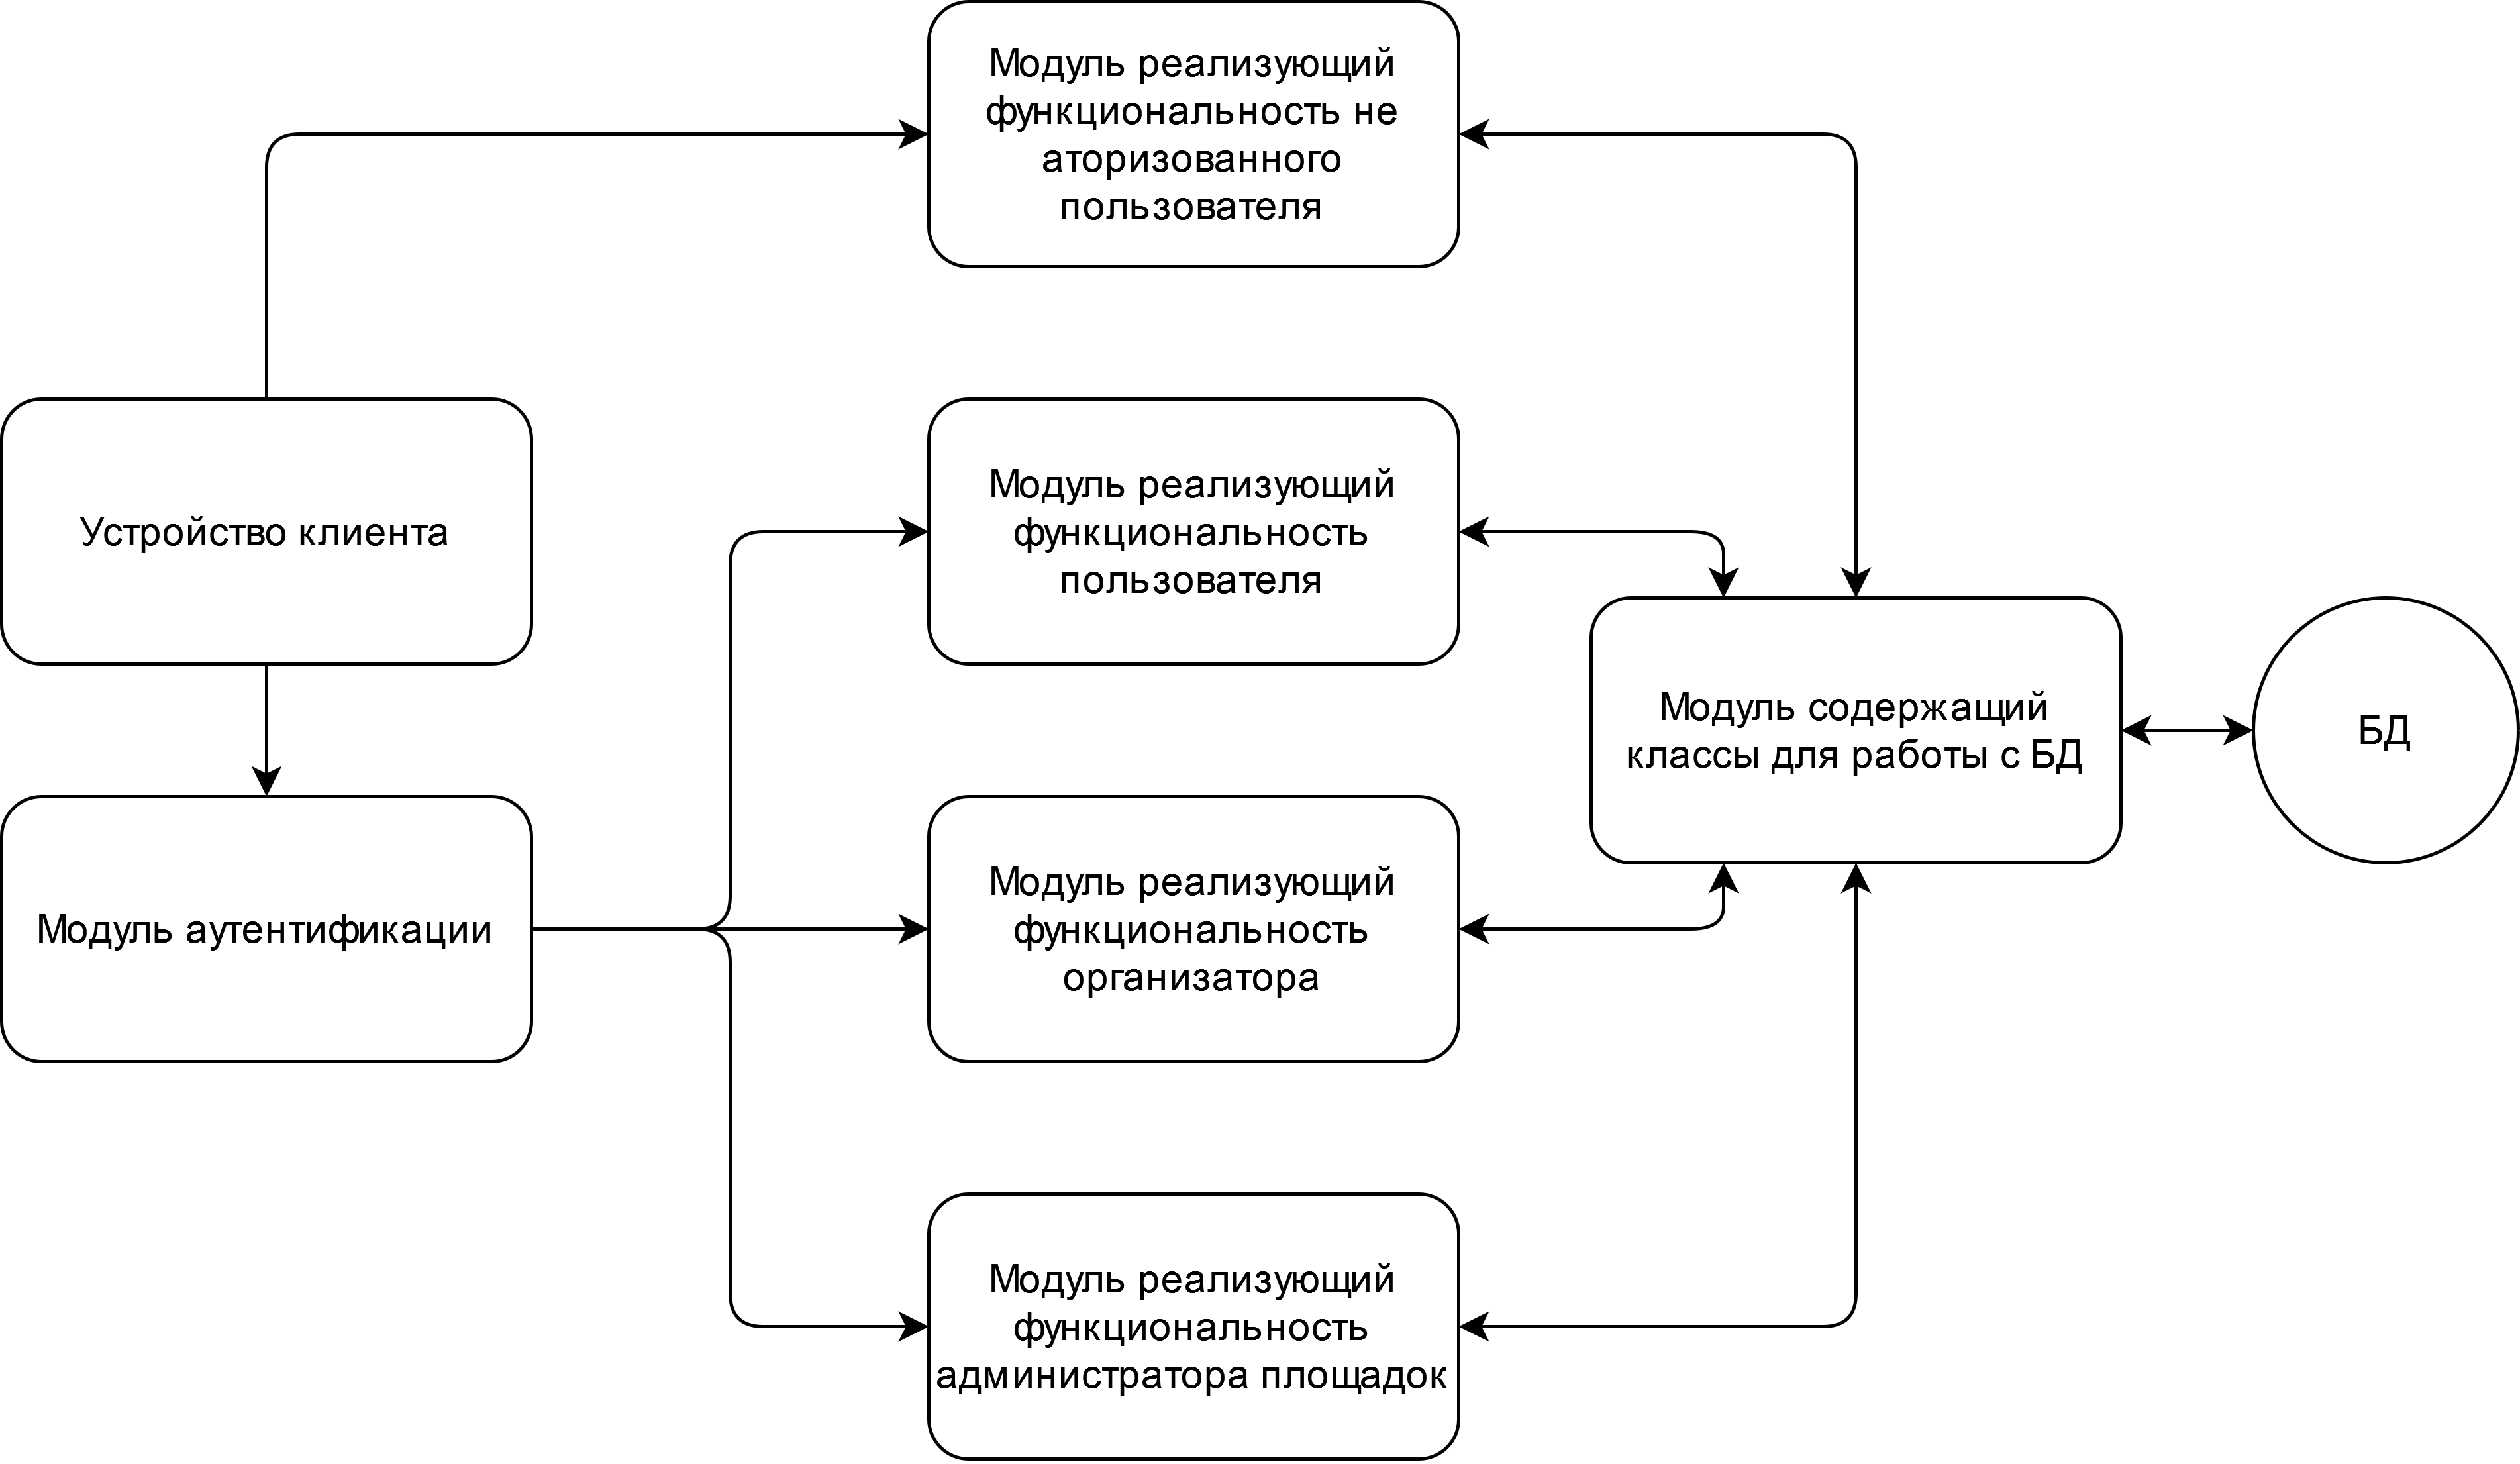 Модуль реализующий
функциональность не
аторизованного
пользователя
Устройство клиента
Модуль реализующий
функциональность
пользователя
Модуль содержащий
классы для работы с БД
БД
Модуль аутентификации
Модуль реализующий
функциональность
организатора
Модуль реализующий
функциональность
администратора площадок